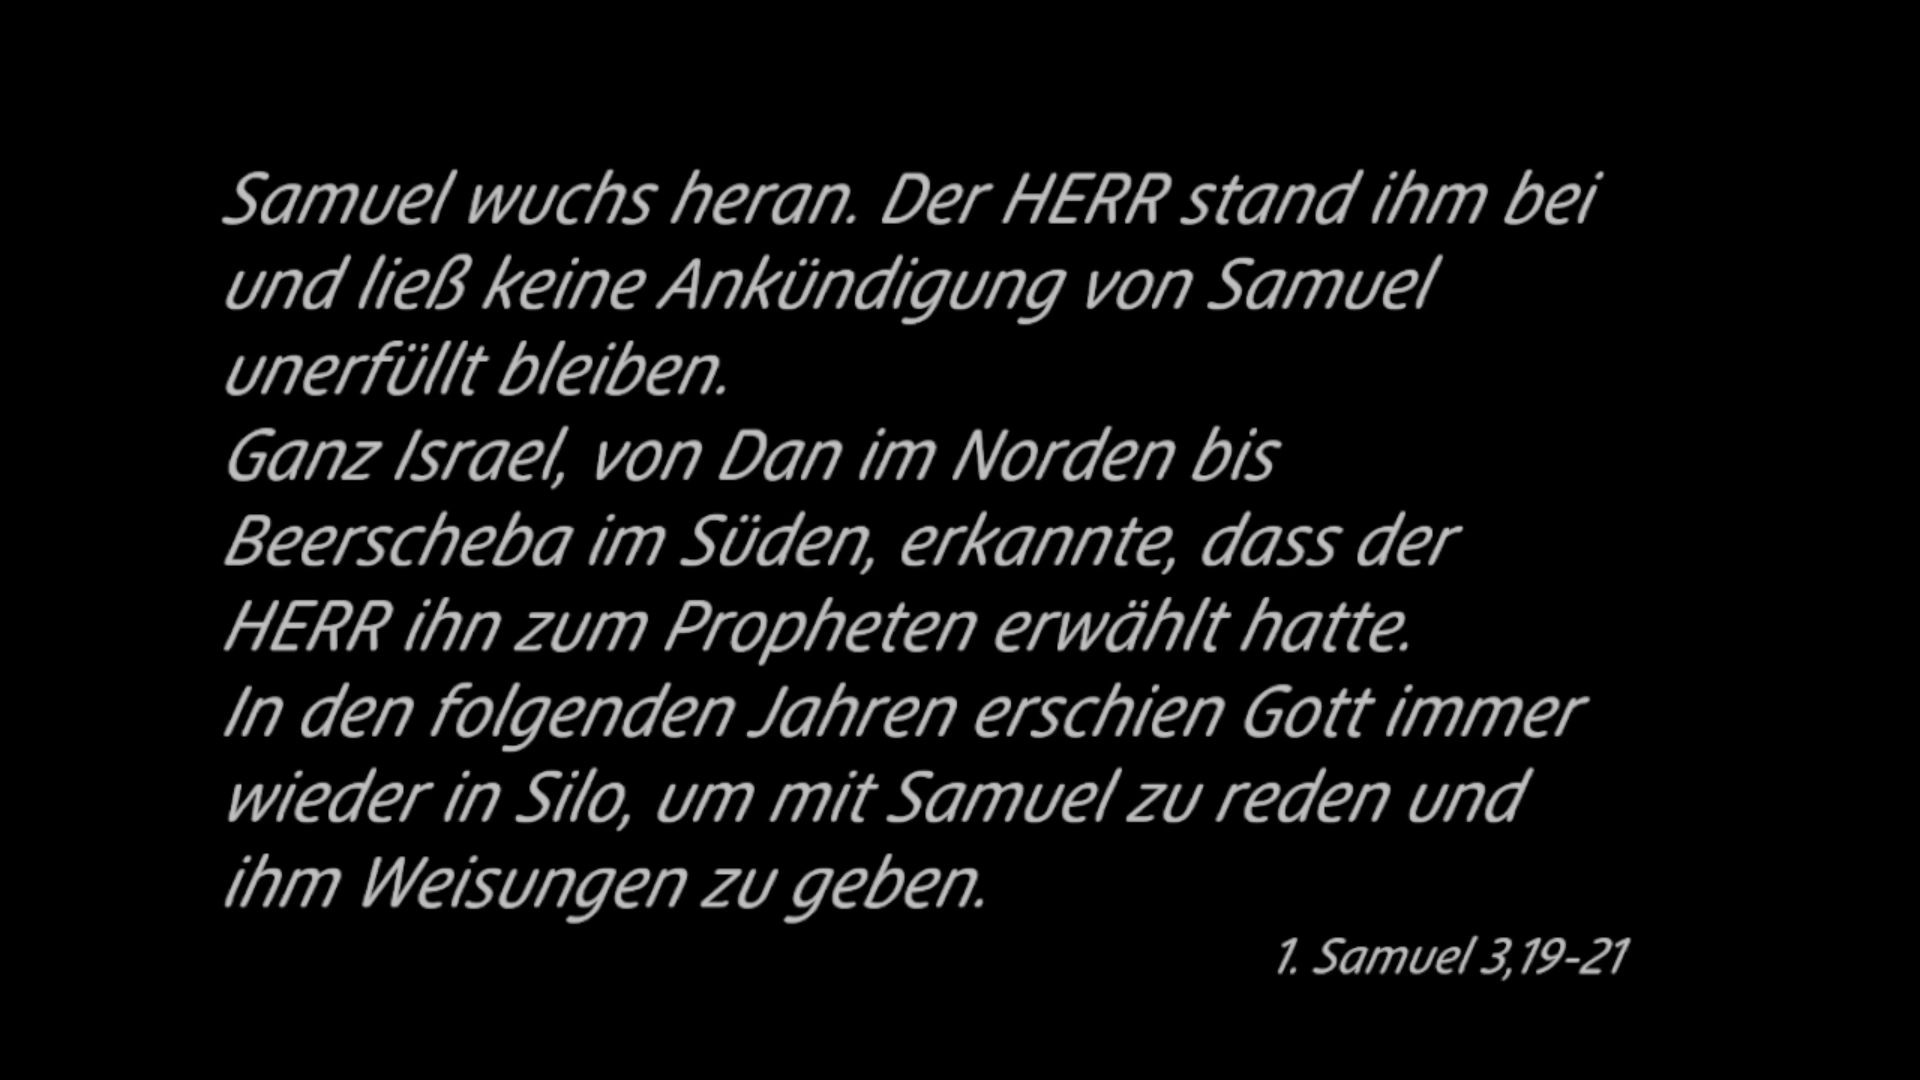 Samuel wuchs heran. Der HERR stand ihm bei
und ließ keine Ankündigung von Samuel
unerfüllt bleiben.
Ganz Israel, von Dan im Norden bis
Beerscheba im Süden, erkannte, dass der
HERR ihn zum Propheten erwählt hatte.
In den folgenden Jahren erschien Gott immer
wieder in Silo, um mit Samuel zu reden und
ihm Weisungen zu geben.
1. Samuel 3,19-21